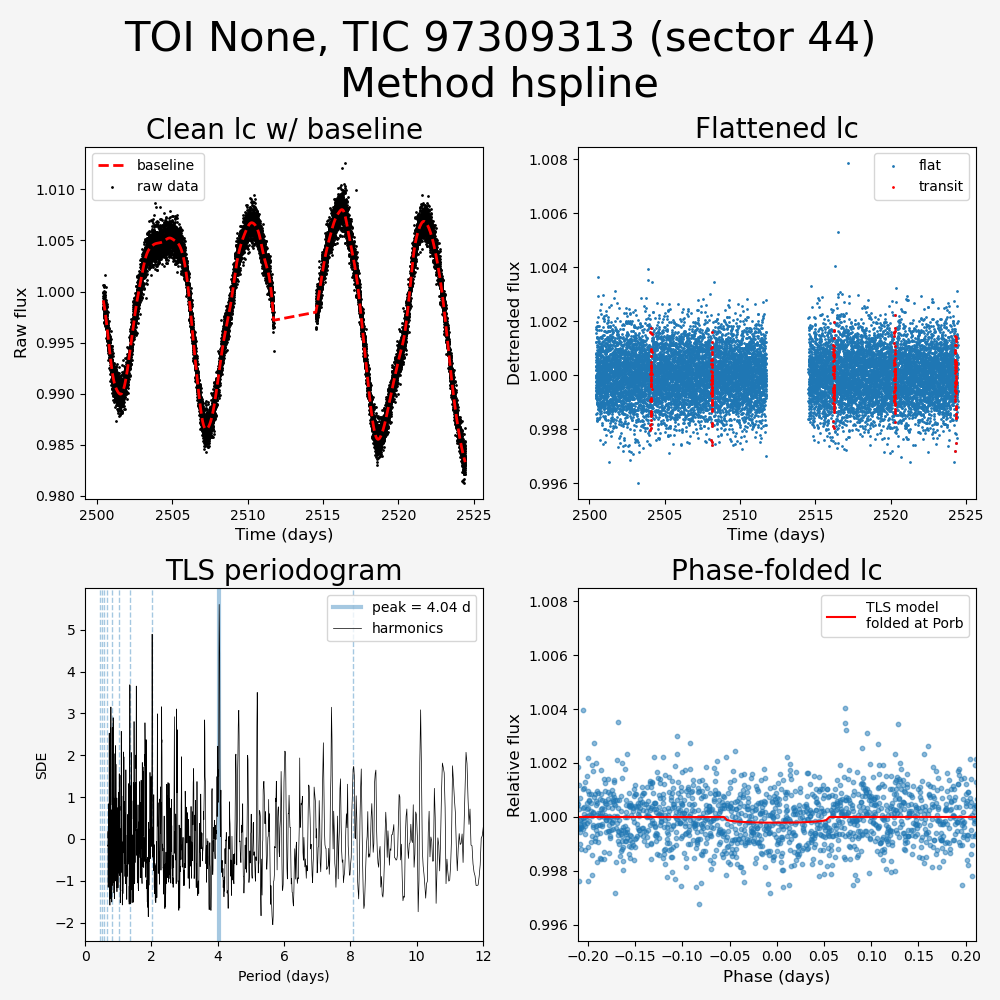 TOI None, TIC 97309313 (sector 44)
Method hspline
Clean lc w/ baseline
baseline
raw data
Raw flux
1.010
1.005
1.000
0.995
0.990
0.985
0.980
2500
2505
2510
2515
2520
2525
Time (days)
Flattened lc
flat
transit
Detrended flux
1.008
1.006
1.004
1.002
1.000
0.998
0.996
2500
2505
2510
2515
2520
2525
Time (days)
TLS periodogram
peak = 4.04 d
harmonics
SDE
5
4
3
2
1
0
−1
−2
0
2
4
6
8
10
12
Period (days)
Phase-folded lc
TLS model
folded at Porb
Relative flux
1.008
1.006
1.004
1.002
1.000
0.998
0.996
−0.20
−0.15
−0.10
−0.05
0.00
0.05
0.10
0.15
0.20
Phase (days)